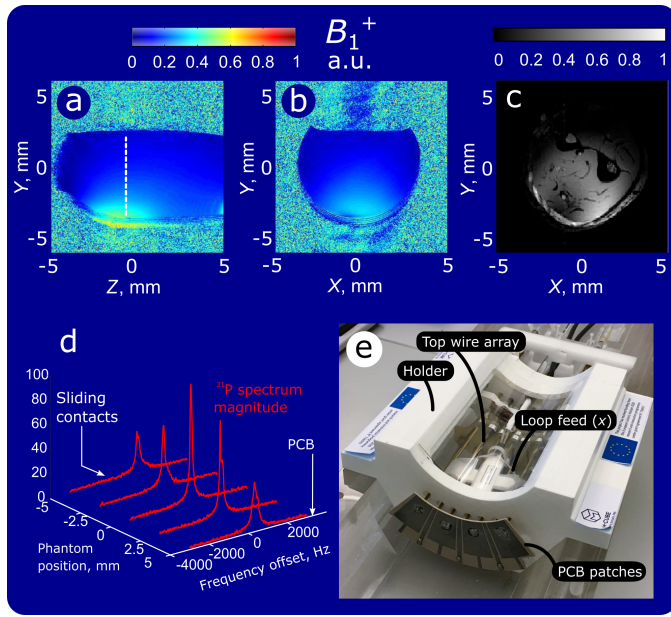 B₁⁺
a.u.
0 0.2 0.4 0.6 0.8 1
0 0.2 0.4 0.6 0.8 1
a
b
c
5
0
-5
Y, mm
-5 5
Z, mm
5
0
-5
Y, mm
-5 5
X, mm
5
0
-5
Y, mm
-5 5
X, mm
d
100
80
60
40
20
0
Sliding
contacts
³¹P spectrum
magnitude
PCB
-5
-2.5
0
2.5
5
Phantom
position, mm
-4000
-2000
0
2000
Frequency offset, Hz
e
Top wire array
Holder
Loop feed (x)
PCB patches
CUBE